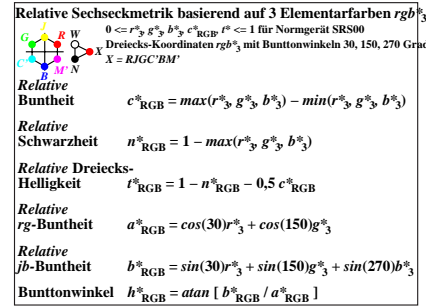 Relative Sechseckmetrik basierend auf 3 Elementarfarben rgb*3
0 <= r*3, g*3, b*3, c*RGB, t* <= 1 für Normgerät SRS00
Dreiecks-Koordinaten rgb*3 mit Bunttonwinkeln 30, 150, 270 Grad
X = RJGC'BM'
J
G R W
C' M' X
B N
Relative
Buntheit c*RGB = max(r*3, g*3, b*3) – min(r*3, g*3, b*3)
Relative
Schwarzheit n*RGB = 1 – max(r*3, g*3, b*3)
Relative Dreiecks-
Helligkeit t*RGB = 1 – n*RGB – 0,5 c*RGB
Relative
rg-Buntheit a*RGB = cos(30)r*3 + cos(150)g*3
Relative
jb-Buntheit b*RGB = sin(30)r*3 + sin(150)g*3 + sin(270)b*3
Bunttonwinkel h*RGB = atan [ b*RGB / a*RGB ]